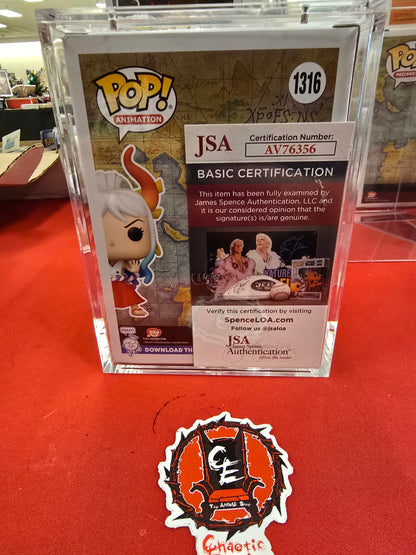 POP!
ANIMATION
1316
JSA
Certification Number:
AV76356
BASIC CERTIFICATION
This item has been fully examined by
James Spence Authentication, LLC and
it is our considered opinion that the
signature(s) is/are genuine.
Verify this certification by visiting
SpenceLOA.com
Follow us @jsaloa
JSA
James Spence
Authentication
DOWNLOAD TH
CE
The ANIME Boss
Chaotic